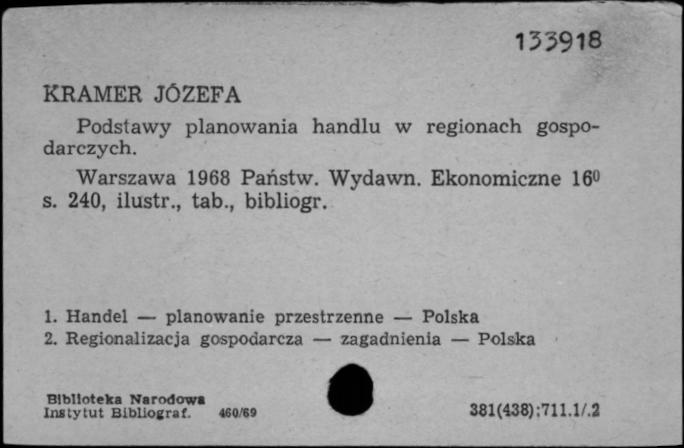 133918
KRAMER JÓZEFA
Podstawy planowania handlu w regionach gospo-
darczych.
Warszawa 1968 Państw. Wydawn. Ekonomiczne 16⁰
s. 240, ilustr., tab., bibliogr.
1. Handel — planowanie przestrzenne — Polska
2. Regionalizacja gospodarcza — zagadnienia — Polska
Biblioteka Narodowa
Instytut Bibliograf. 460/69
381(438):711.1/.2